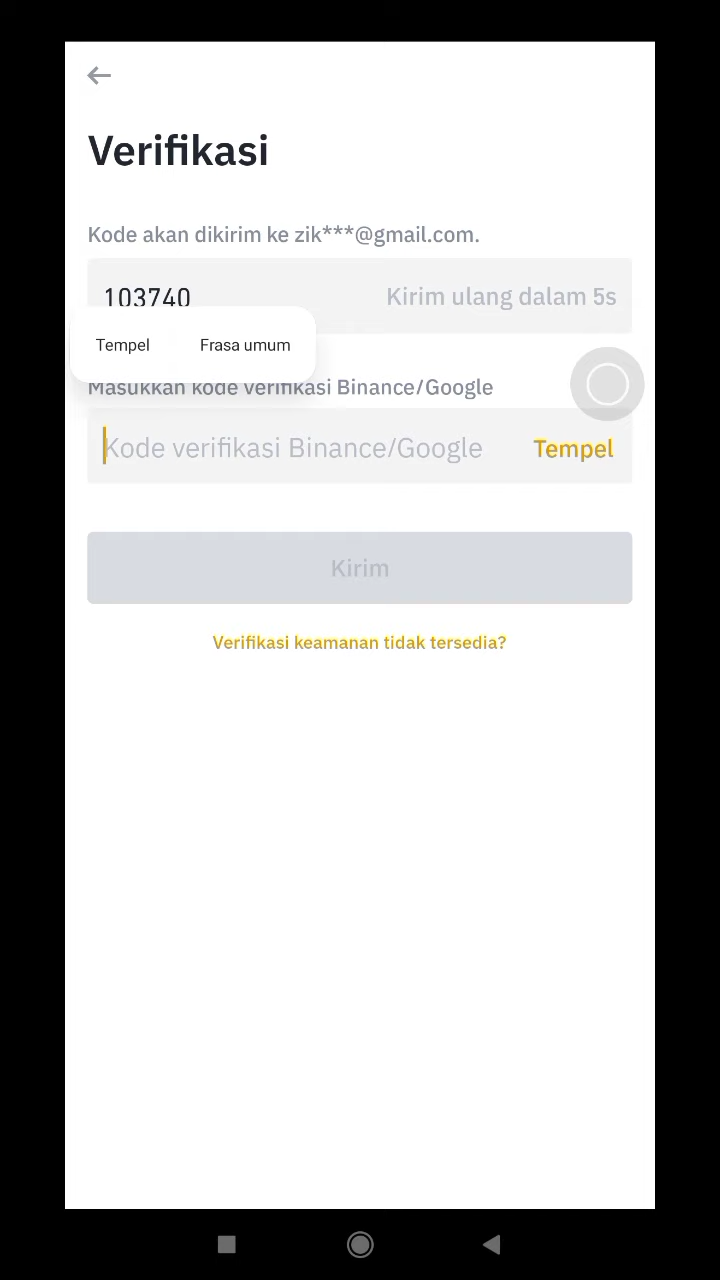 Verifikasi
Kode akan dikirim ke zik***@gmail.com.
103740 Kirim ulang dalam 5s
Tempel Frasa umum
Masukkan kode verifikasi Binance/Google
Kode verifikasi Binance/Google Tempel
Kirim
Verifikasi keamanan tidak tersedia?